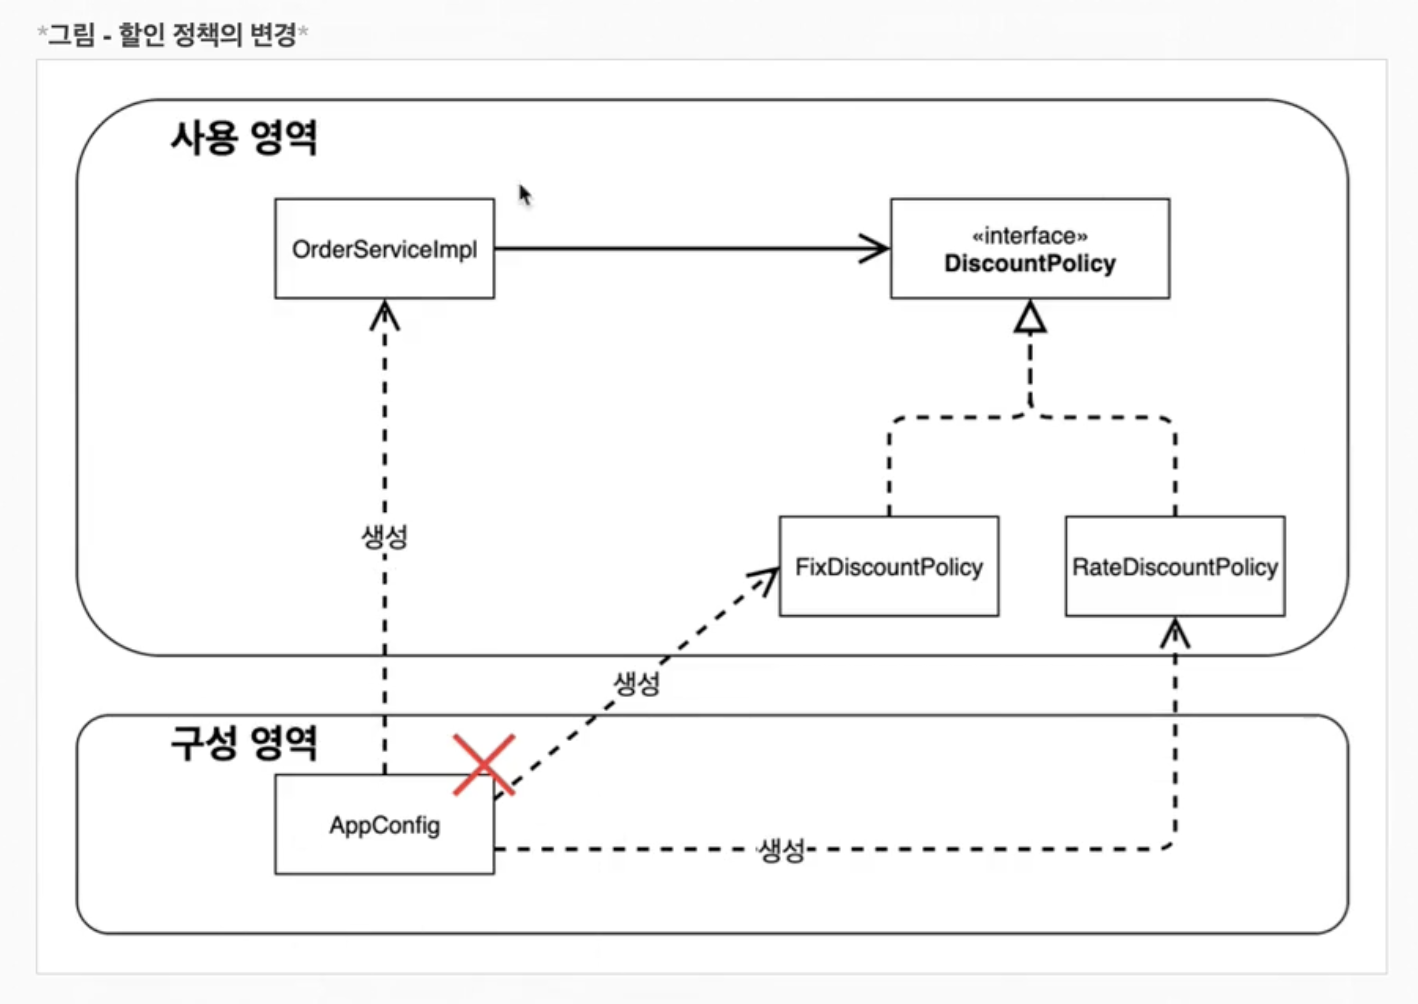 *그림 - 할인 정책의 변경*
사용 영역
OrderServiceImpl
«interface»
DiscountPolicy
생성
FixDiscountPolicy
RateDiscountPolicy
생성
구성 영역
AppConfig
생성